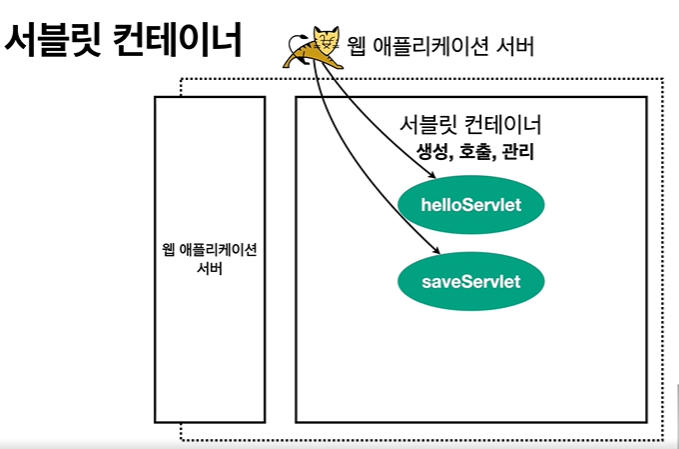 서블릿 컨테이너
웹 애플리케이션 서버
서블릿 컨테이너
생성, 호출, 관리
helloServlet
saveServlet
웹 애플리케이션
서버